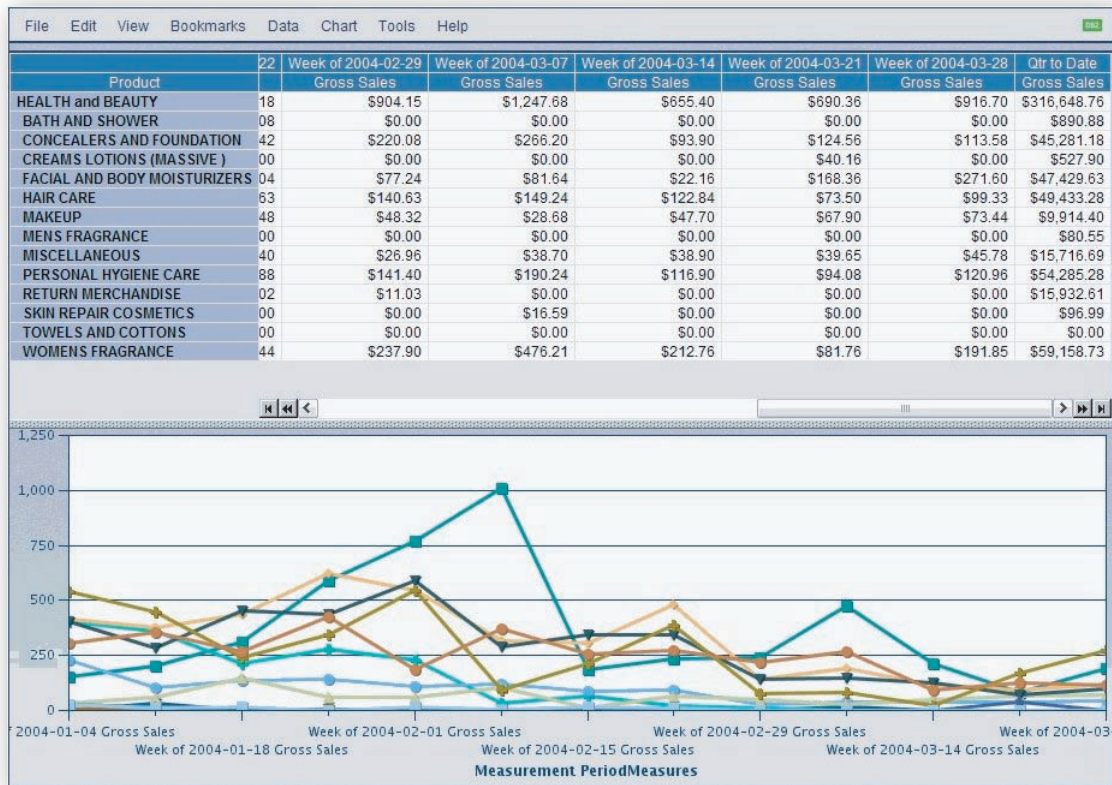 File Edit View Bookmarks Data Chart Tools Help
22 Week of 2004-02-29 Week of 2004-03-07 Week of 2004-03-14 Week of 2004-03-21 Week of 2004-03-28 Qtr to Date
Product Gross Sales Gross Sales Gross Sales Gross Sales Gross Sales Gross Sales
HEALTH and BEAUTY 18 $904.15 $1,247.68 $655.40 $690.36 $916.70 $316,648.76
BATH AND SHOWER 08 $0.00 $0.00 $0.00 $0.00 $0.00 $890.88
CONCEALERS AND FOUNDATION 42 $220.08 $266.20 $93.90 $124.56 $113.58 $45,281.18
CREAMS LOTIONS (MASSIVE ) 00 $0.00 $0.00 $0.00 $40.16 $0.00 $527.90
FACIAL AND BODY MOISTURIZERS 04 $77.24 $81.64 $22.16 $168.36 $271.60 $47,429.63
HAIR CARE 63 $140.63 $149.24 $122.84 $73.50 $99.33 $49,433.28
MAKEUP 48 $48.32 $28.68 $47.70 $67.90 $73.44 $9,914.40
MENS FRAGRANCE 00 $0.00 $0.00 $0.00 $0.00 $0.00 $80.55
MISCELLANEOUS 40 $26.96 $38.70 $38.90 $39.65 $45.78 $15,716.69
PERSONAL HYGIENE CARE 88 $141.40 $190.24 $116.90 $94.08 $120.96 $54,285.28
RETURN MERCHANDISE 02 $11.03 $0.00 $0.00 $0.00 $0.00 $15,932.61
SKIN REPAIR COSMETICS 00 $0.00 $16.59 $0.00 $0.00 $0.00 $96.99
TOWELS AND COTTONS 00 $0.00 $0.00 $0.00 $0.00 $0.00 $0.00
WOMENS FRAGRANCE 44 $237.90 $476.21 $212.76 $81.76 $191.85 $59,158.73
1,250
1,000
750
500
250
0
2004-01-04 Gross Sales Week of 2004-02-01 Gross Sales Week of 2004-02-29 Gross Sales Week of 2004-03-
Week of 2004-01-18 Gross Sales Week of 2004-02-15 Gross Sales Week of 2004-03-14 Gross Sales
Measurement PeriodMeasures